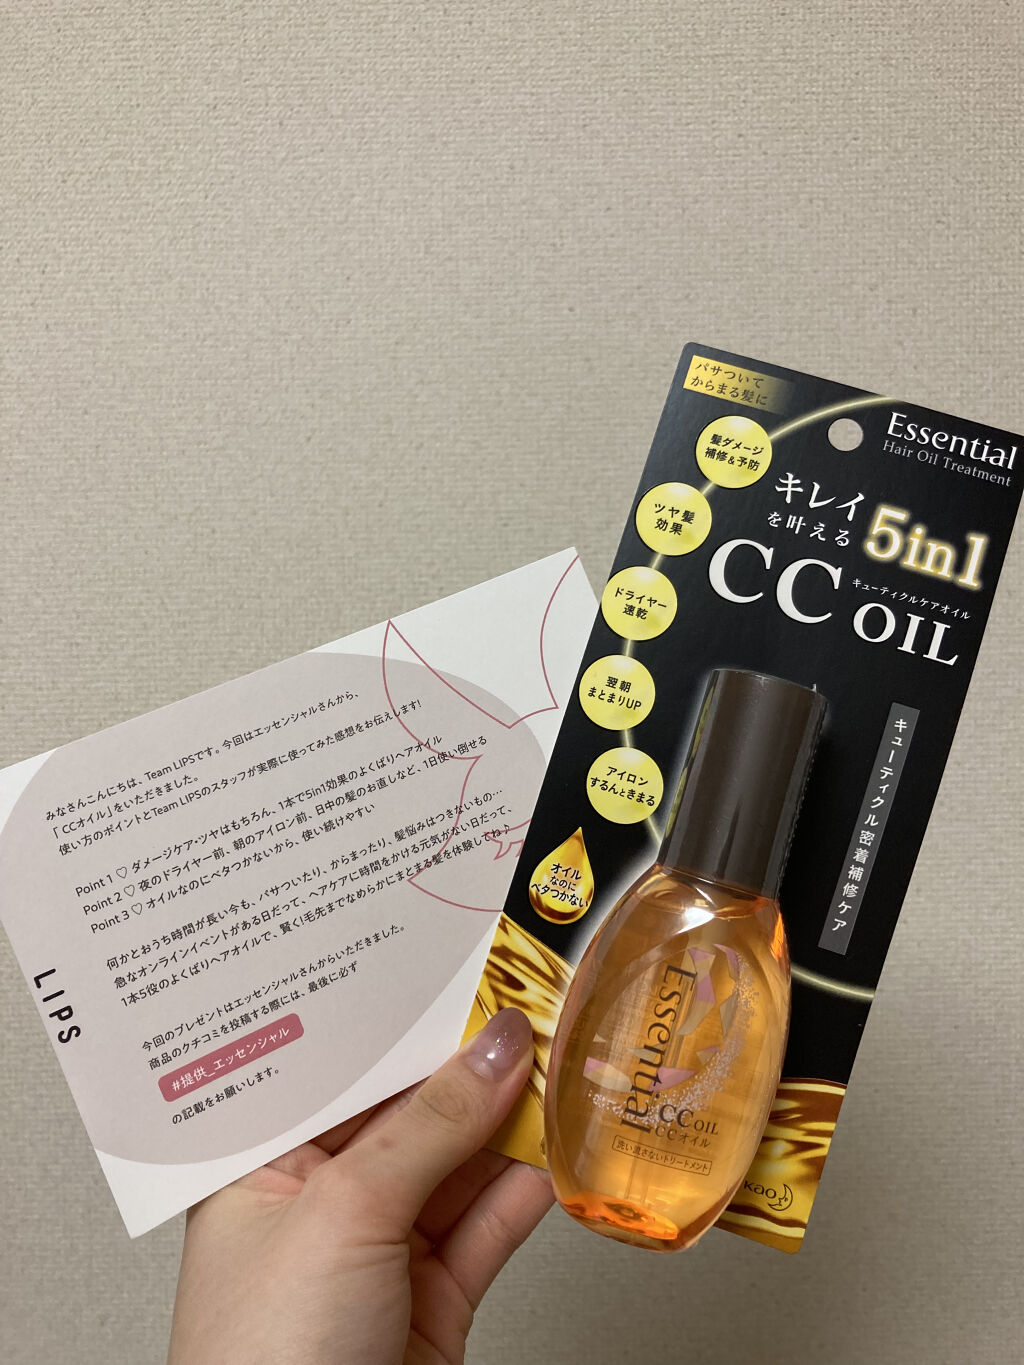 みなさんこんにちは、Team LIPSです。今回はエッセンシャルさんから、
「CCオイル」をいただきました。
使い方のポイントとTeam LIPSのスタッフが実際に使ってみた感想をお伝えします!
Point 1 ♡ ダメージケア・ツヤはもちろん、1本で5in1効果のよくばりヘアオイル
Point 2 ♡ 夜のドライヤー前、朝のアイロン前、日中の髪のお直しなど、1日使い倒せる
Point 3 ♡ オイルなのにベタつかないから、使い続けやすい
何かとおうち時間が長い今も、パサついたり、からまったり、髪悩みはつきないもの…
急なオンラインイベントがある日だって、ヘアケアに時間をかける元気がない日だって、
1本5役のよくばりヘアオイルで、賢く!毛先までなめらかにまとまる髪を体験してね♪
今回のプレゼントはエッセンシャルさんからいただきました。
商品のクチコミを投稿する際には、最後に必ず
#提供_エッセンシャル
の記載をお願いします。
LIPS
パサついて
からまる髪に
Essential
Hair Oil Treatment
髪ダメージ
補修&予防
ツヤ髪
効果
ドライヤー
速乾
翌朝
まとまりUP
アイロン
するんときまる
オイル
なのに
ベタつかない
キレイ
を叶える
5in1
キューティクルケアオイル
CC OIL
キューティクル密着補修ケア
Essential
CC OIL
CCオイル
洗い流さないトリートメント
kao